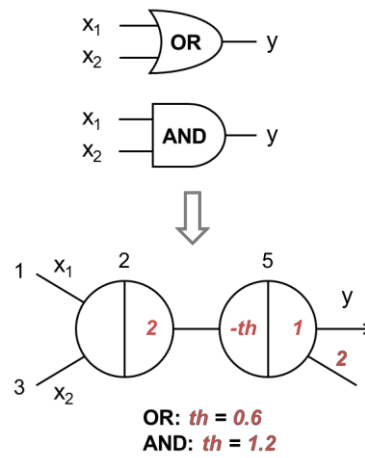 x₁
OR
y
x₂
x₁
AND
y
x₂
2 5
1 x₁ y
2 -th 1
2
3 x₂
OR: th = 0.6
AND: th = 1.2